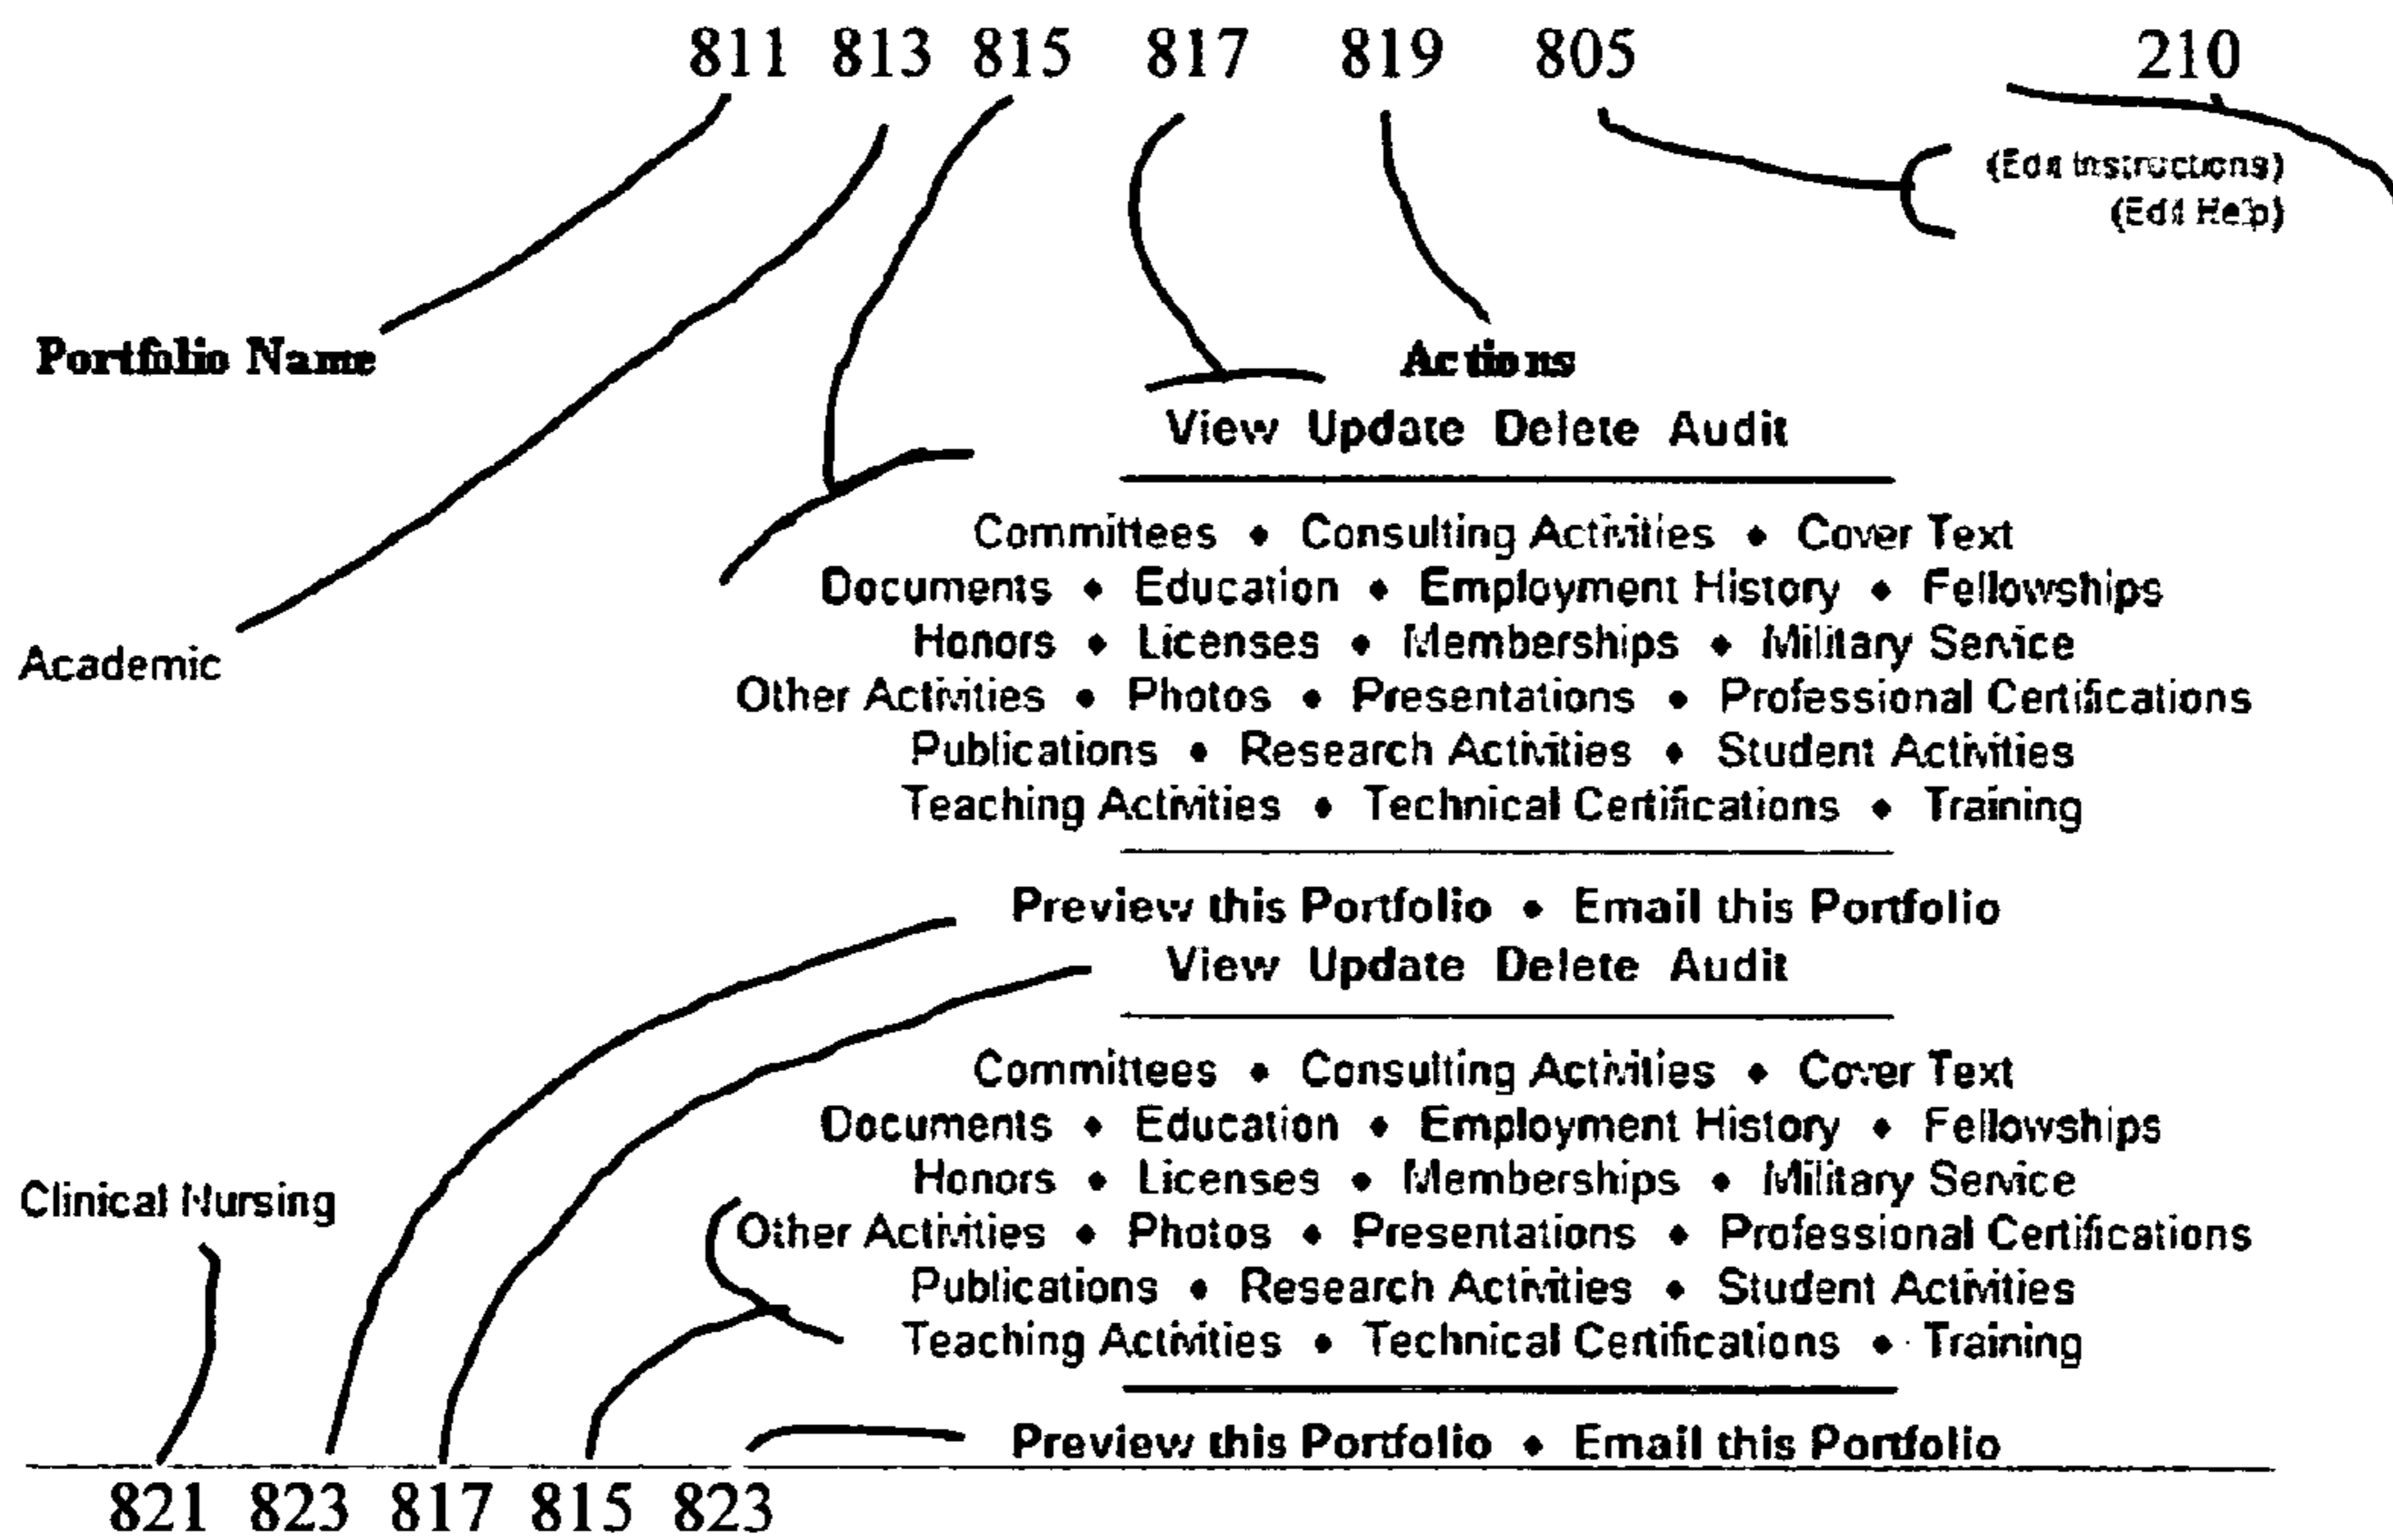 811 813 815 817 819 805 210
(Edit Instructions)
(Edit Help)
Portfolio Name Actions
View Update Delete Audit
Committees • Consulting Activities • Cover Text
Documents • Education • Employment History • Fellowships
Honors • Licenses • Memberships • Military Service
Academic
Other Activities • Photos • Presentations • Professional Certifications
Publications • Research Activities • Student Activities
Teaching Activities • Technical Certifications • Training
Preview this Portfolio • Email this Portfolio
View Update Delete Audit
Committees • Consulting Activities • Cover Text
Documents • Education • Employment History • Fellowships
Honors • Licenses • Memberships • Military Service
Clinical Nursing
Other Activities • Photos • Presentations • Professional Certifications
Publications • Research Activities • Student Activities
Teaching Activities • Technical Certifications • Training
Preview this Portfolio • Email this Portfolio
821 823 817 815 823